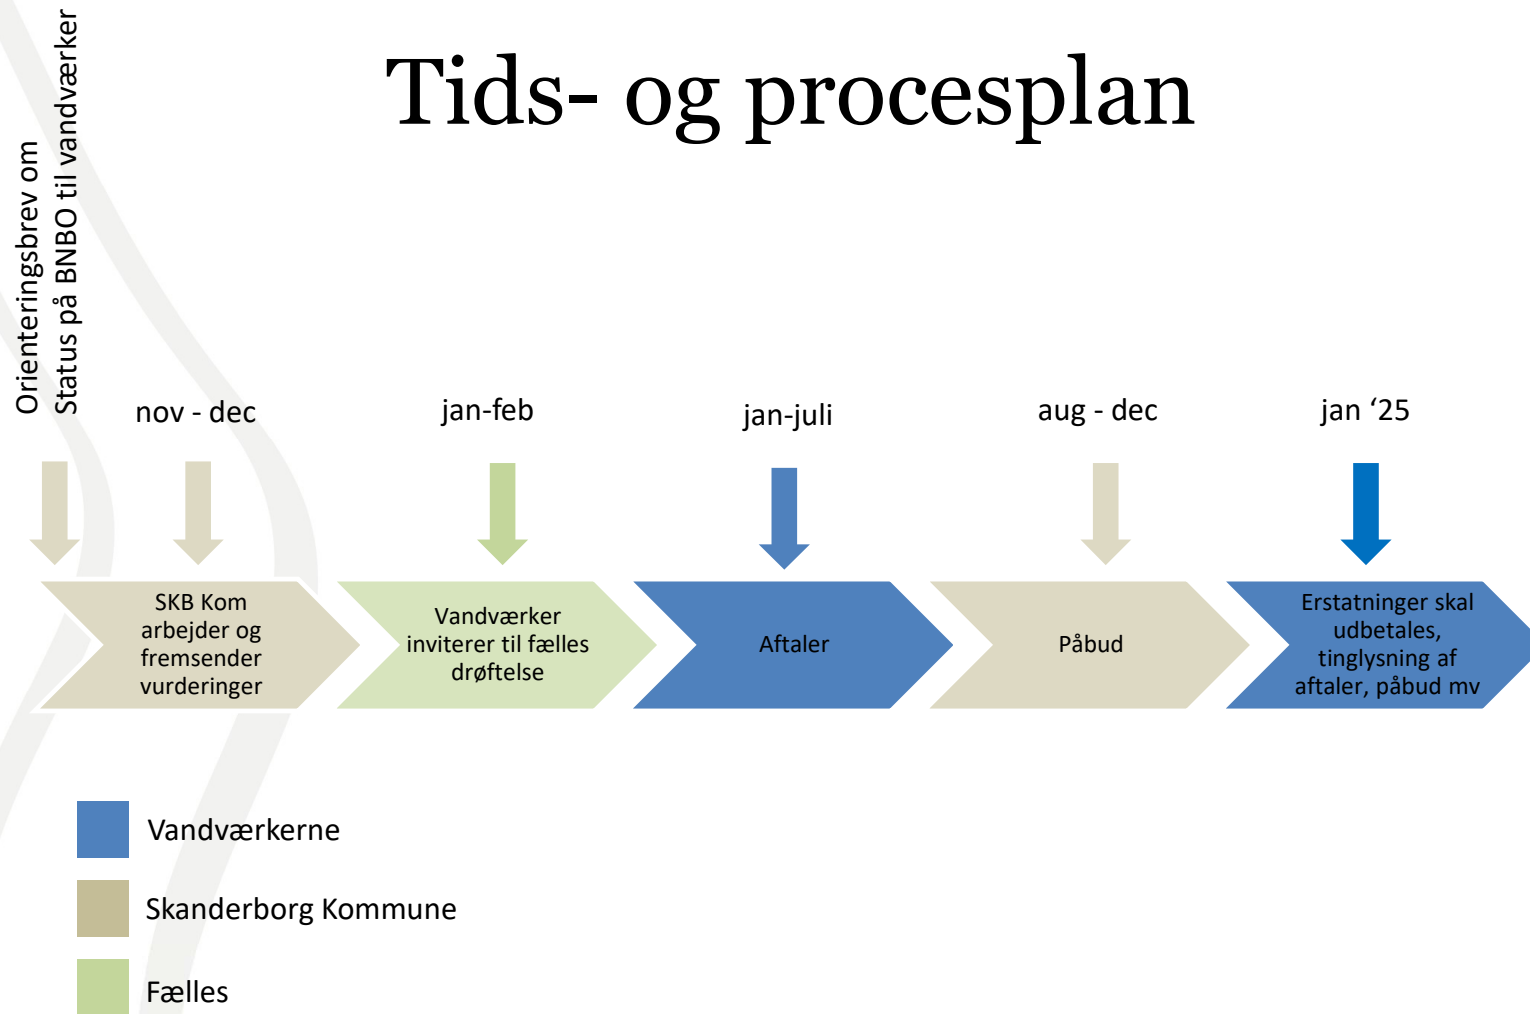 Tids- og procesplan
Orienteringsbrev om
Status på BNBO til vandværker
nov - dec
jan-feb
jan-juli
aug - dec
jan ‘25
SKB Kom
arbejder og
fremsender
vurderinger
Vandværker
inviterer til fælles
drøftelse
Aftaler
Påbud
Erstatninger skal
udbetales,
tinglysning af
aftaler, påbud mv
Vandværkerne
Skanderborg Kommune
Fælles